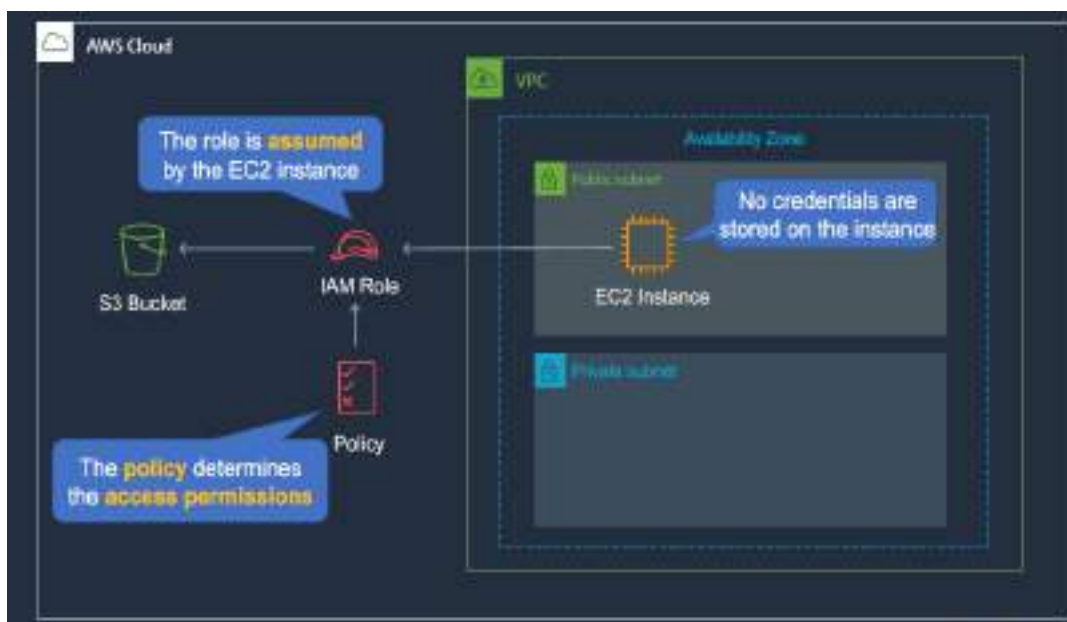 AWS Cloud
VPC
Availability Zone
The role is assumed
by the EC2 instance
Public subnet
No credentials are
stored on the instance
S3 Bucket
IAM Role
EC2 Instance
Private subnet
Policy
The policy determines
the access permissions